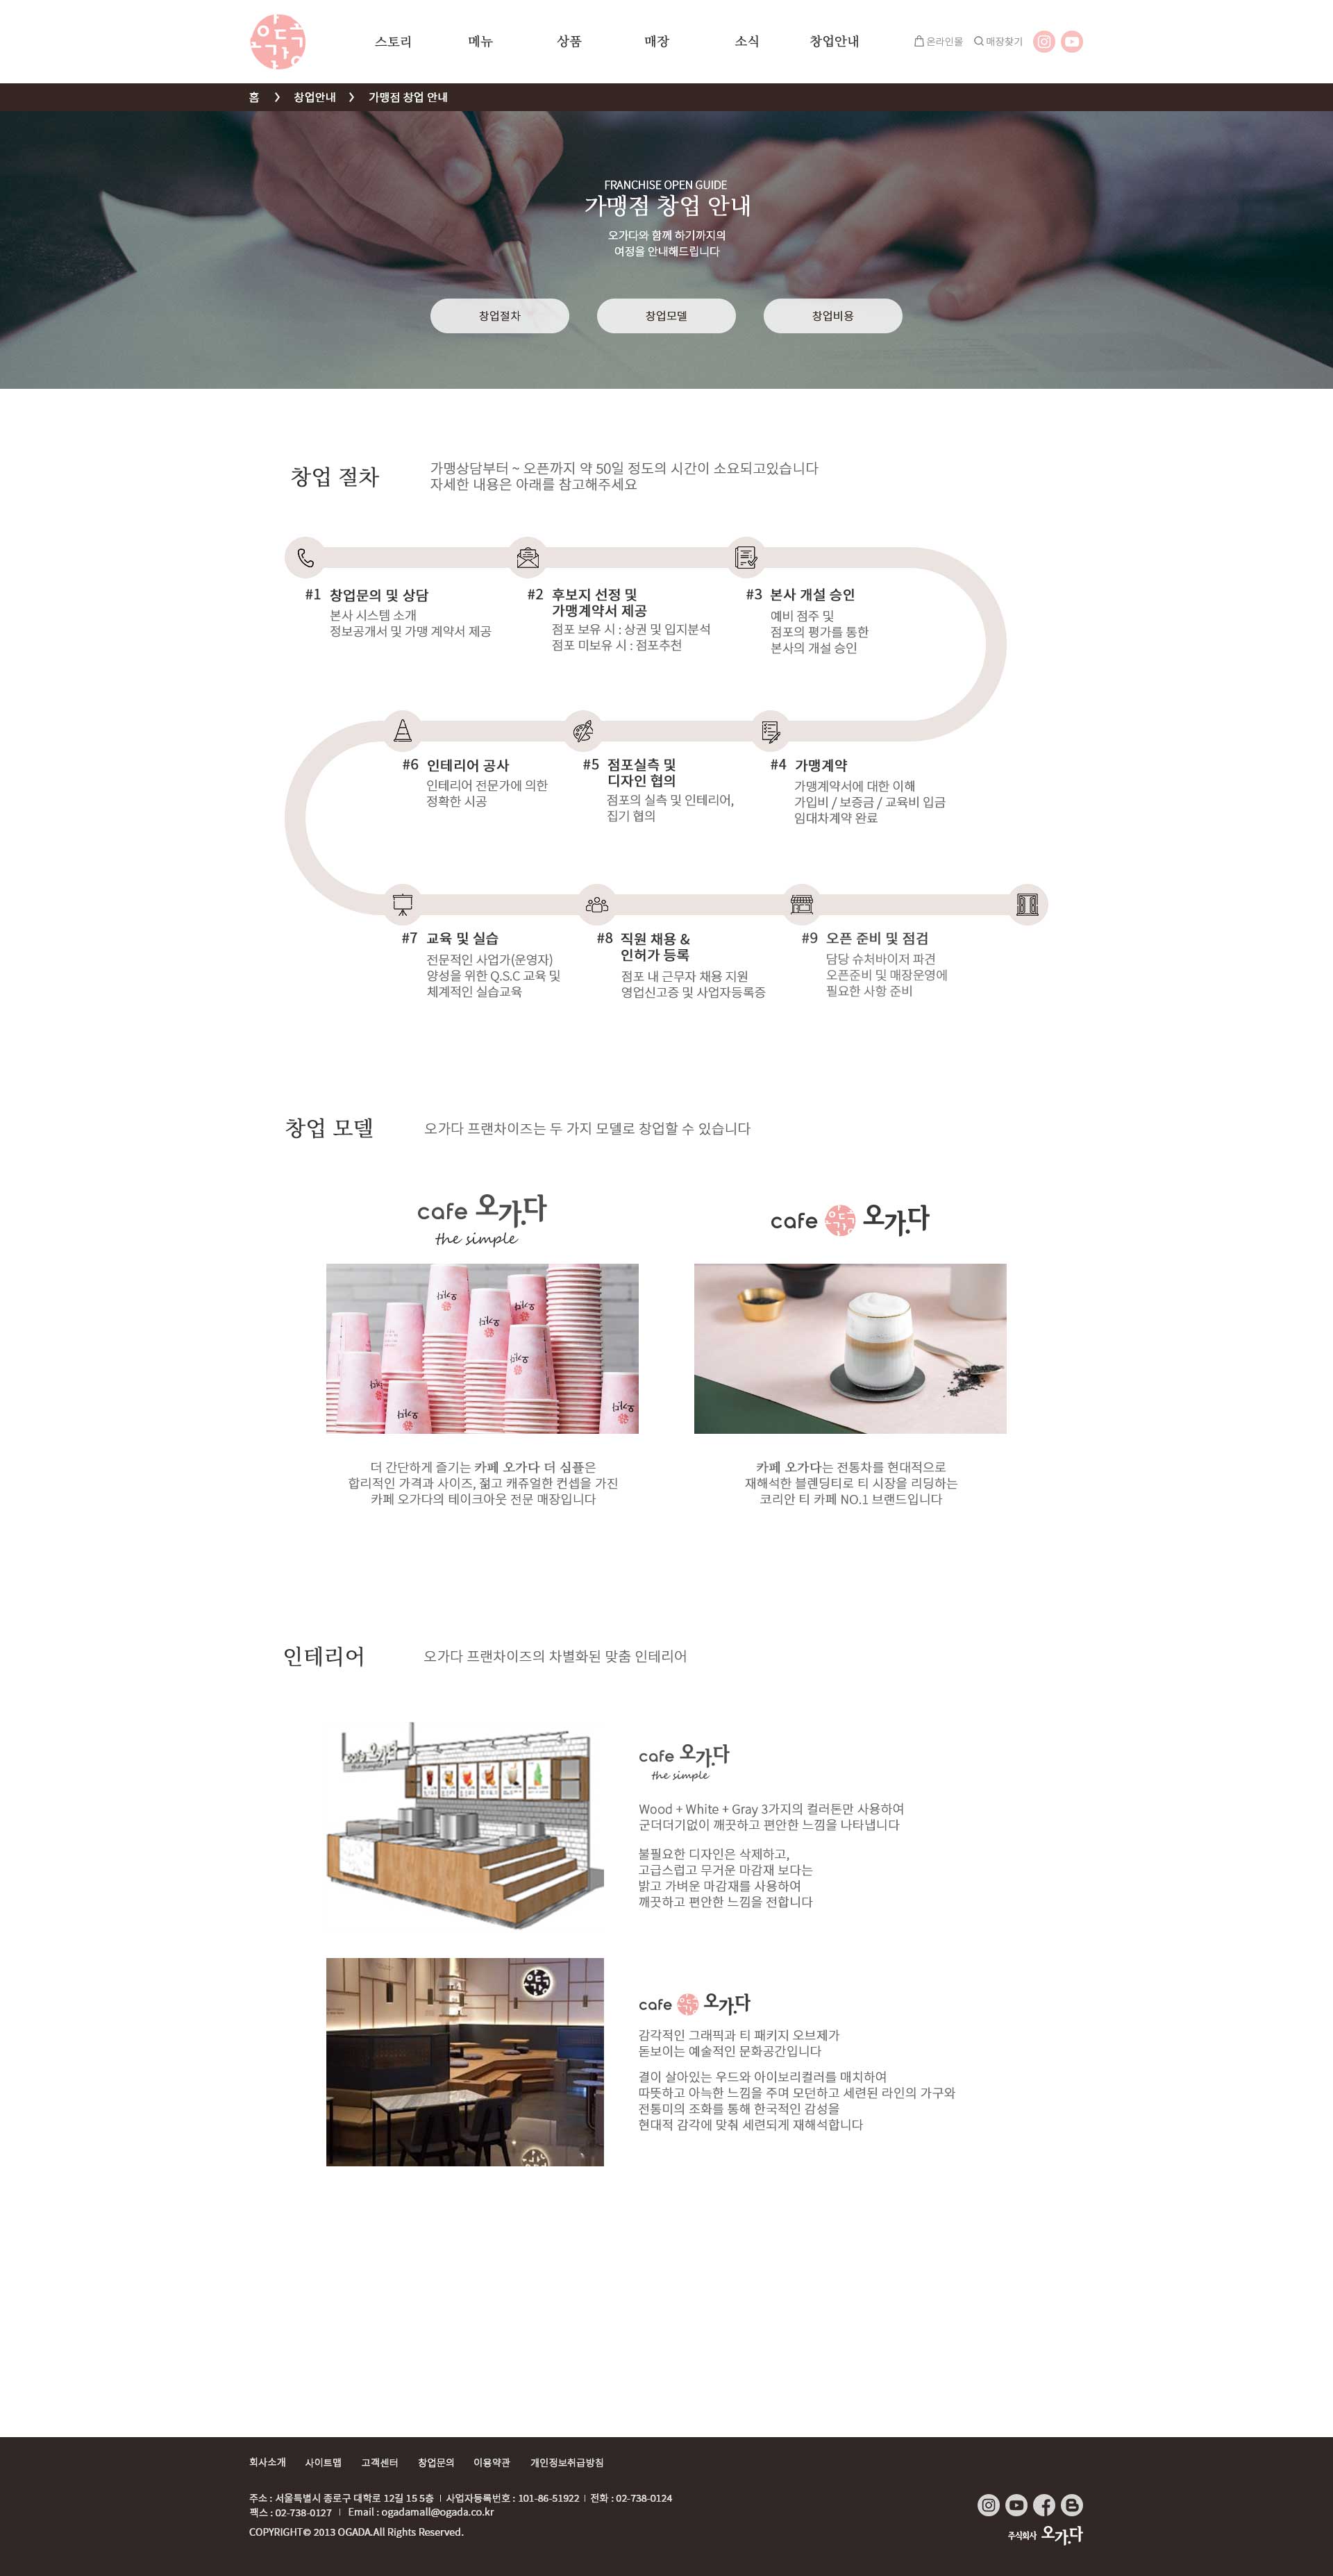 스토리
메뉴
상품
매장
소식
창업안내
온라인몰
매장찾기
홈 > 창업안내 > 가맹점 창업 안내
FRANCHISE OPEN GUIDE
가맹점 창업 안내
오가다와 함께 하기까지의
여정을 안내해드립니다
창업절차
창업모델
창업비용
창업 절차
가맹상담부터 ~ 오픈까지 약 50일 정도의 시간이 소요되고있습니다
자세한 내용은 아래를 참고해주세요
#1 창업문의 및 상담
본사 시스템 소개
정보공개서 및 가맹 계약서 제공
#2 후보지 선정 및
가맹계약서 제공
점포 보유 시 : 상권 및 입지분석
점포 미보유 시 : 점포추천
#3 본사 개설 승인
예비 점주 및
점포의 평가를 통한
본사의 개설 승인
#4 가맹계약
가맹계약서에 대한 이해
가입비 / 보증금 / 교육비 입금
임대차계약 완료
#5 점포실측 및
디자인 협의
점포의 실측 및 인테리어,
집기 협의
#6 인테리어 공사
인테리어 전문가에 의한
정확한 시공
#7 교육 및 실습
전문적인 사업가(운영자)
양성을 위한 Q.S.C 교육 및
체계적인 실습교육
#8 직원 채용 &
인허가 등록
점포 내 근무자 채용 지원
영업신고증 및 사업자등록증
#9 오픈 준비 및 점검
담당 슈처바이저 파견
오픈준비 및 매장운영에
필요한 사항 준비
창업 모델
오가다 프랜차이즈는 두 가지 모델로 창업할 수 있습니다
cafe 오가다
the simple
cafe 오가다
더 간단하게 즐기는 카페 오가다 더 심플은
합리적인 가격과 사이즈, 젊고 캐쥬얼한 컨셉을 가진
카페 오가다의 테이크아웃 전문 매장입니다
카페 오가다는 전통차를 현대적으로
재해석한 블렌딩티로 티 시장을 리딩하는
코리안 티 카페 NO.1 브랜드입니다
인테리어
오가다 프랜차이즈의 차별화된 맞춤 인테리어
cafe 오가다
the simple
cafe 오가다
the simple
Wood + White + Gray 3가지의 컬러톤만 사용하여
군더더기없이 깨끗하고 편안한 느낌을 나타냅니다
불필요한 디자인은 삭제하고,
고급스럽고 무거운 마감재 보다는
밝고 가벼운 마감재를 사용하여
깨끗하고 편안한 느낌을 전합니다
cafe 오가다
감각적인 그래픽과 티 패키지 오브제가
돋보이는 예술적인 문화공간입니다
결이 살아있는 우드와 아이보리컬러를 매치하여
따뜻하고 아늑한 느낌을 주며 모던하고 세련된 라인의 가구와
전통미의 조화를 통해 한국적인 감성을
현대적 감각에 맞춰 세련되게 재해석합니다
회사소개
사이트맵
고객센터
창업문의
이용약관
개인정보취급방침
주소 : 서울특별시 종로구 대학로 12길 15 5층 | 사업자등록번호 : 101-86-51922 | 전화 : 02-738-0124
팩스 : 02-738-0127 | Email : ogadamall@ogada.co.kr
COPYRIGHT© 2013 OGADA.All Rights Reserved.
주식회사 오가다